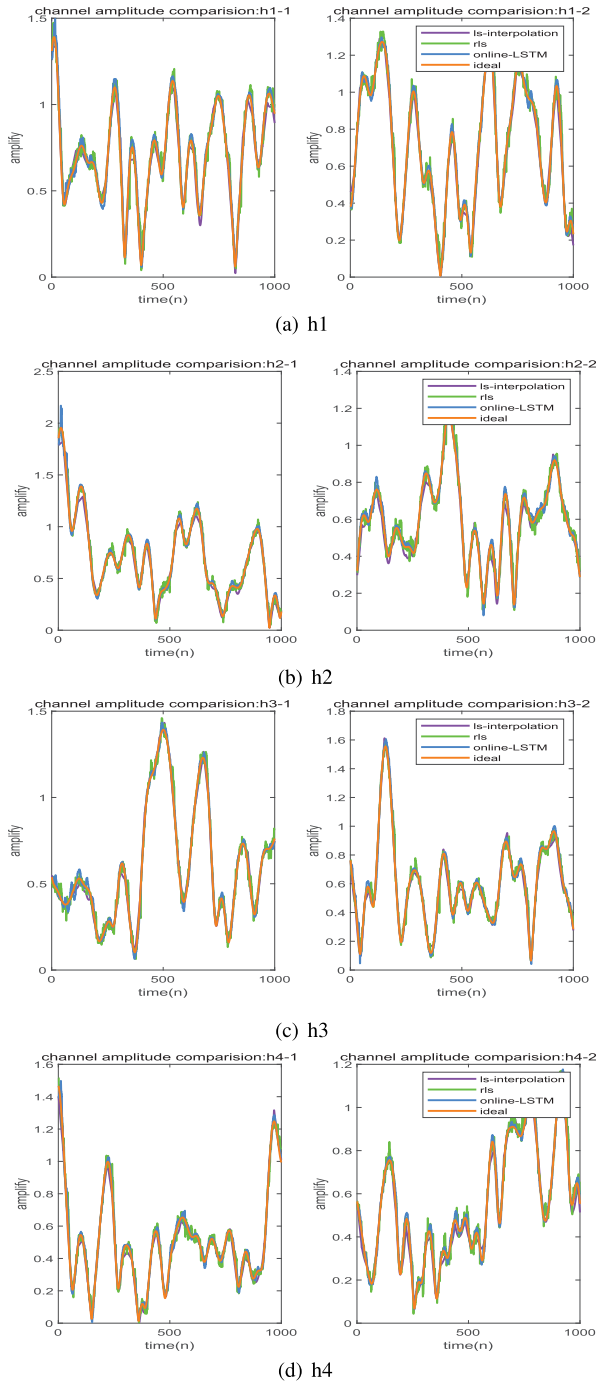 channel amplitude comparision:h1-1
1.5
1
0.5
0
amplify
0 500 1000
time(n)
channel amplitude comparision:h1-2
1.4
1.2
1
0.8
0.6
0.4
0.2
0
amplify
0 500 1000
time(n)
ls-interpolation
rls
online-LSTM
ideal
(a) h1
channel amplitude comparision:h2-1
2.5
2
1.5
1
0.5
0
amplify
0 500 1000
time(n)
channel amplitude comparision:h2-2
1.4
1.2
1
0.8
0.6
0.4
0.2
0
amplify
0 500 1000
time(n)
ls-interpolation
rls
online-LSTM
ideal
(b) h2
channel amplitude comparision:h3-1
1.5
1
0.5
0
amplify
0 500 1000
time(n)
channel amplitude comparision:h3-2
1.8
1.6
1.4
1.2
1
0.8
0.6
0.4
0.2
0
amplify
0 500 1000
time(n)
ls-interpolation
rls
online-LSTM
ideal
(c) h3
channel amplitude comparision:h4-1
1.6
1.4
1.2
1
0.8
0.6
0.4
0.2
0
amplify
0 500 1000
time(n)
channel amplitude comparision:h4-2
1.2
1
0.8
0.6
0.4
0.2
0
amplify
0 500 1000
time(n)
ls-interpolation
rls
online-LSTM
ideal
(d) h4